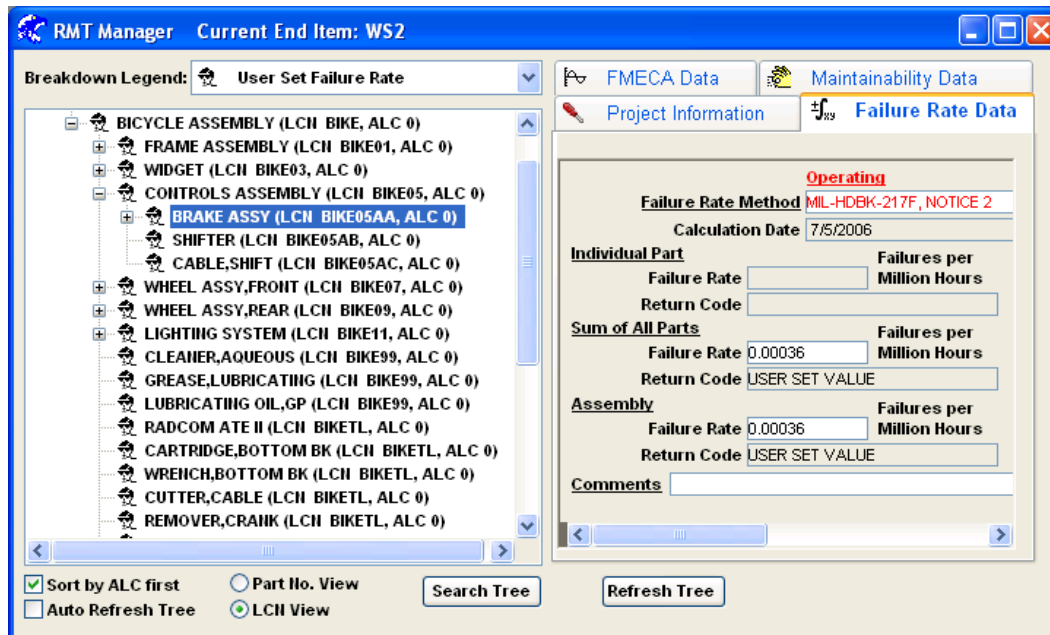 RMT Manager Current End Item: WS2
Breakdown Legend: User Set Failure Rate
BICYCLE ASSEMBLY (LCN BIKE, ALC 0)
FRAME ASSEMBLY (LCN BIKE01, ALC 0)
WIDGET (LCN BIKE03, ALC 0)
CONTROLS ASSEMBLY (LCN BIKE05, ALC 0)
BRAKE ASSY (LCN BIKE05AA, ALC 0)
SHIFTER (LCN BIKE05AB, ALC 0)
CABLE,SHIFT (LCN BIKE05AC, ALC 0)
WHEEL ASSY,FRONT (LCN BIKE07, ALC 0)
WHEEL ASSY,REAR (LCN BIKE09, ALC 0)
LIGHTING SYSTEM (LCN BIKE11, ALC 0)
CLEANER,AQUEOUS (LCN BIKE99, ALC 0)
GREASE,LUBRICATING (LCN BIKE99, ALC 0)
LUBRICATING OIL,GP (LCN BIKE99, ALC 0)
RADCOM ATE II (LCN BIKETL, ALC 0)
CARTRIDGE,BOTTOM BK (LCN BIKETL, ALC 0)
WRENCH,BOTTOM BK (LCN BIKETL, ALC 0)
CUTTER,CABLE (LCN BIKETL, ALC 0)
REMOVER,CRANK (LCN BIKETL, ALC 0)
Sort by ALC first
Auto Refresh Tree
Part No. View
LCN View
Search Tree
Refresh Tree
FMECA Data
Maintainability Data
Project Information
Failure Rate Data
Operating
Failure Rate Method MIL-HDBK-217F, NOTICE 2
Calculation Date 7/5/2006
Individual Part Failures per
Failure Rate Million Hours
Return Code
Sum of All Parts Failures per
Failure Rate 0.00036 Million Hours
Return Code USER SET VALUE
Assembly Failures per
Failure Rate 0.00036 Million Hours
Return Code USER SET VALUE
Comments